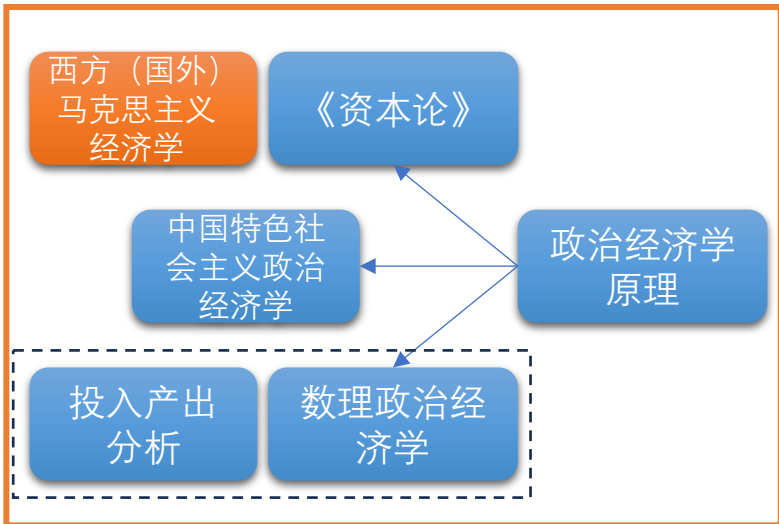 西方（国外）
马克思主义
经济学
《资本论》
中国特色社
会主义政治
经济学
政治经济学
原理
投入产出
分析
数理政治经
济学